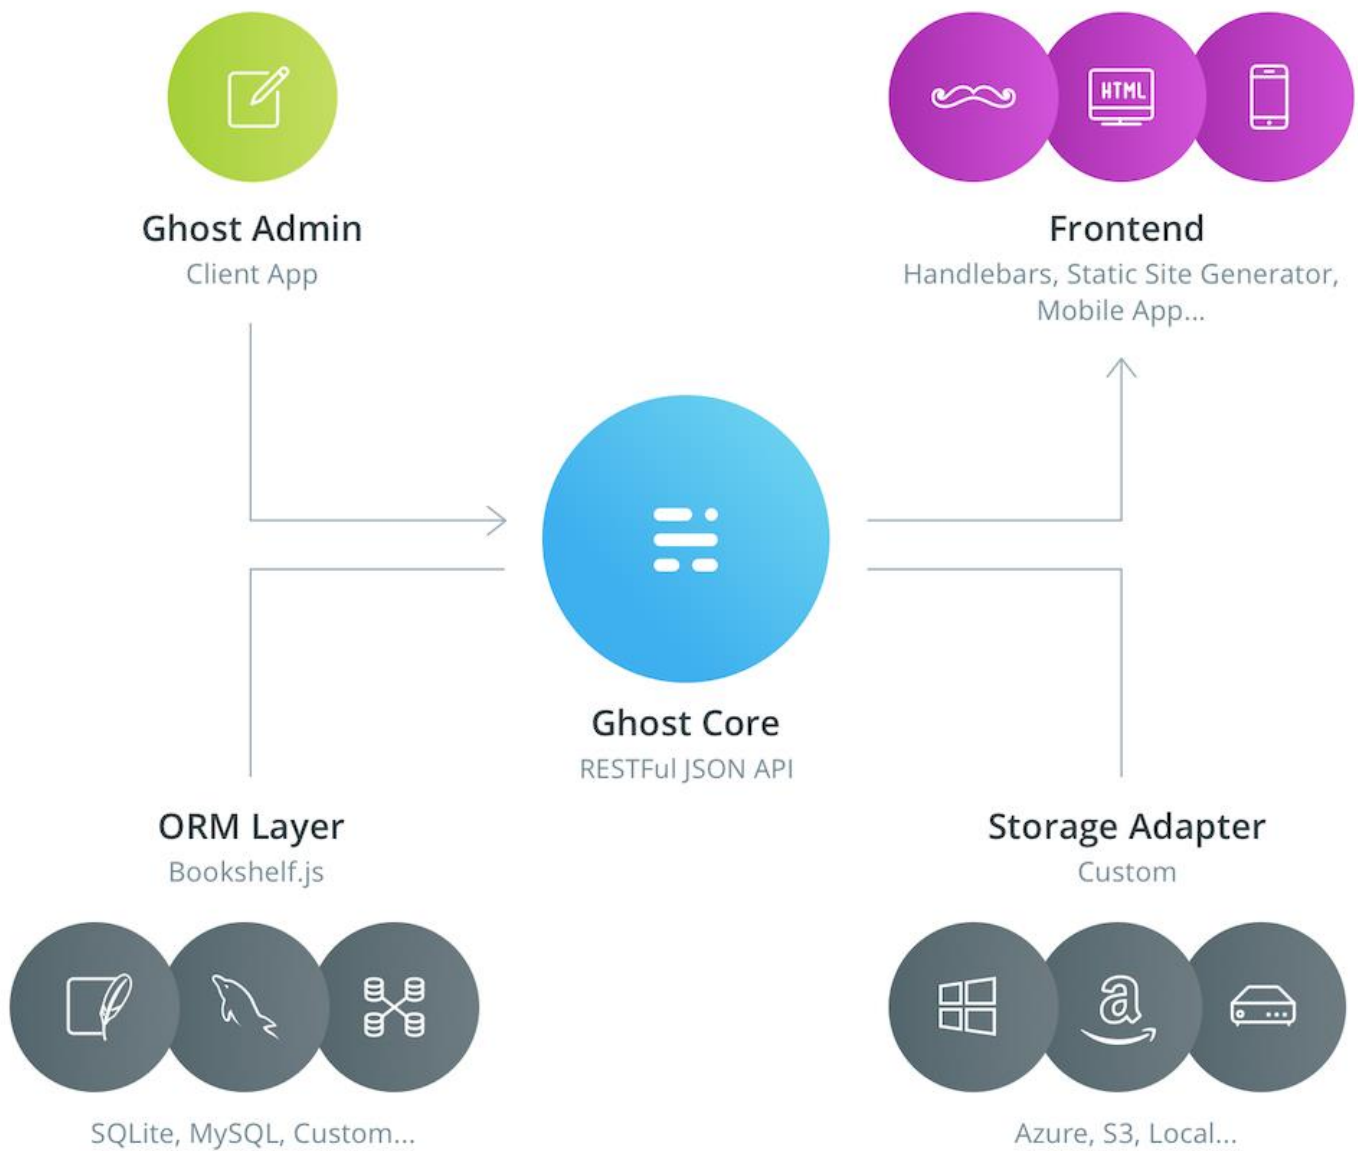 Ghost Admin
Client App
HTML
Frontend
Handlebars, Static Site Generator,
Mobile App...
Ghost Core
RESTFul JSON API
ORM Layer
Bookshelf.js
SQLite, MySQL, Custom...
Storage Adapter
Custom
a
Azure, S3, Local...